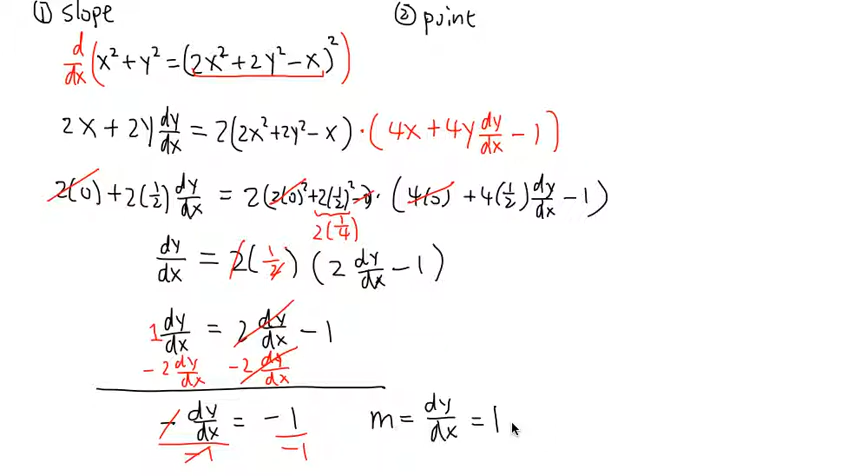 ① slope
② point
d/dx (x² + y² = (2x² + 2y² - x)²)
2x + 2y dy/dx = 2(2x² + 2y² - x) · (4x + 4y dy/dx - 1)
2(0) + 2(1/2) dy/dx = 2(2(0)² + 2(1/2)² - 0) · (4(0) + 4(1/2) dy/dx - 1)
2(1/4)
dy/dx = 2(1/2) (2 dy/dx - 1)
1 dy/dx = 2 dy/dx - 1
-2 dy/dx -2 dy/dx
- dy/dx = -1
-1 -1
m = dy/dx = 1